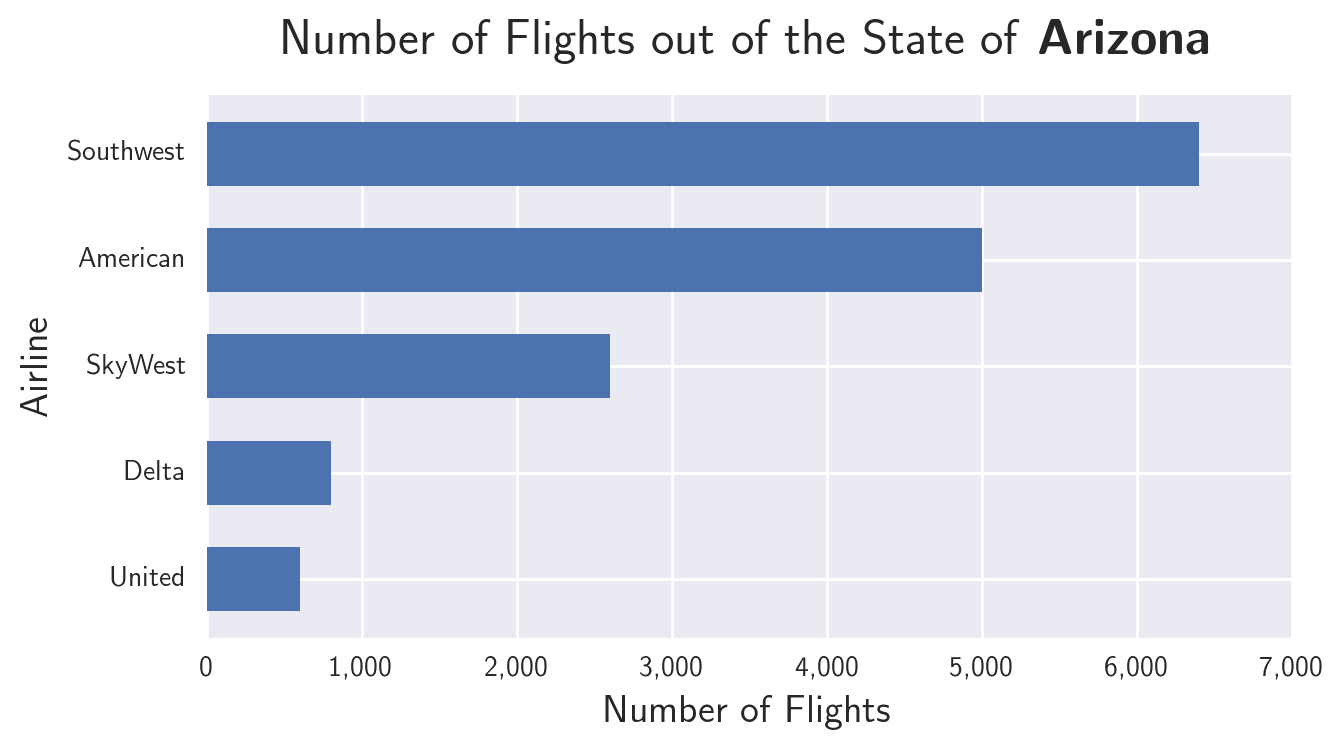 Number of Flights out of the State of Arizona
Southwest
American
SkyWest
Delta
United
Airline
0 1,000 2,000 3,000 4,000 5,000 6,000 7,000
Number of Flights